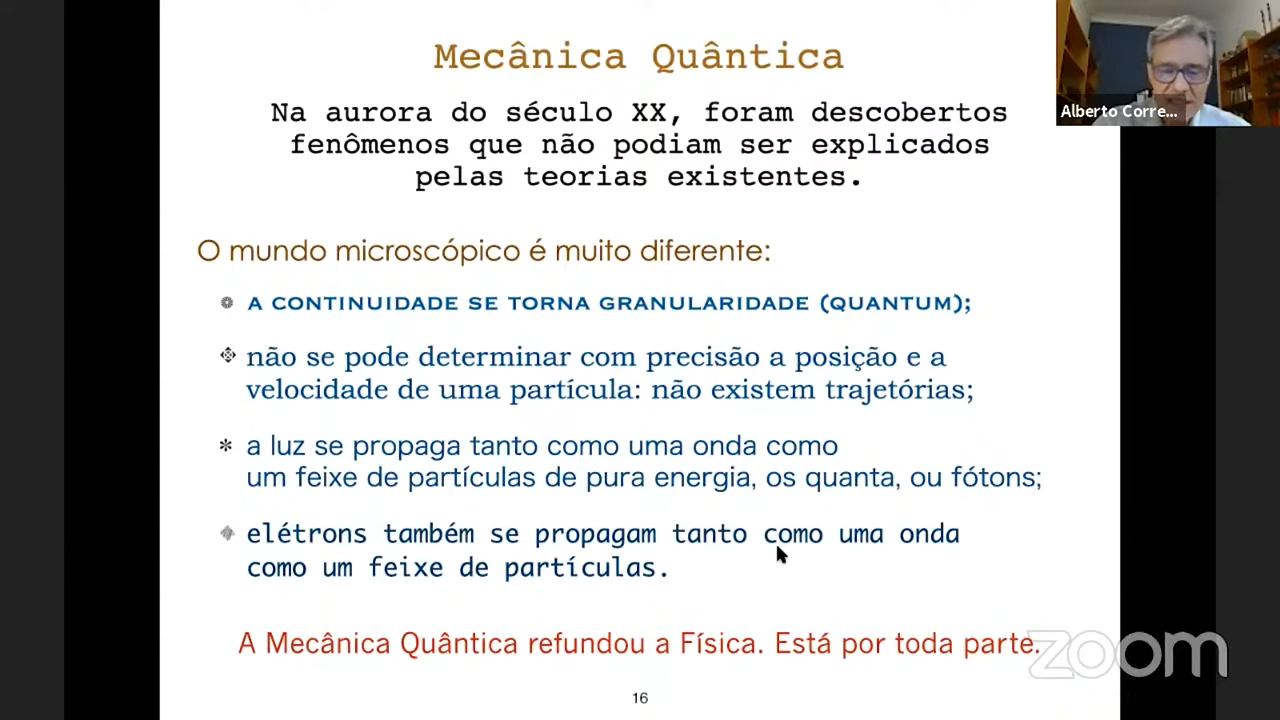 Mecânica Quântica
Na aurora do século XX, foram descobertos
fenômenos que não podiam ser explicados
pelas teorias existentes.
Alberto Corre...
O mundo microscópico é muito diferente:
A CONTINUIDADE SE TORNA GRANULARIDADE (QUANTUM);
não se pode determinar com precisão a posição e a
velocidade de uma partícula: não existem trajetórias;
a luz se propaga tanto como uma onda como
um feixe de partículas de pura energia, os quanta, ou fótons;
elétrons também se propagam tanto como uma onda
como um feixe de partículas.
A Mecânica Quântica refundou a Física. Está por toda parte.
zoom
16